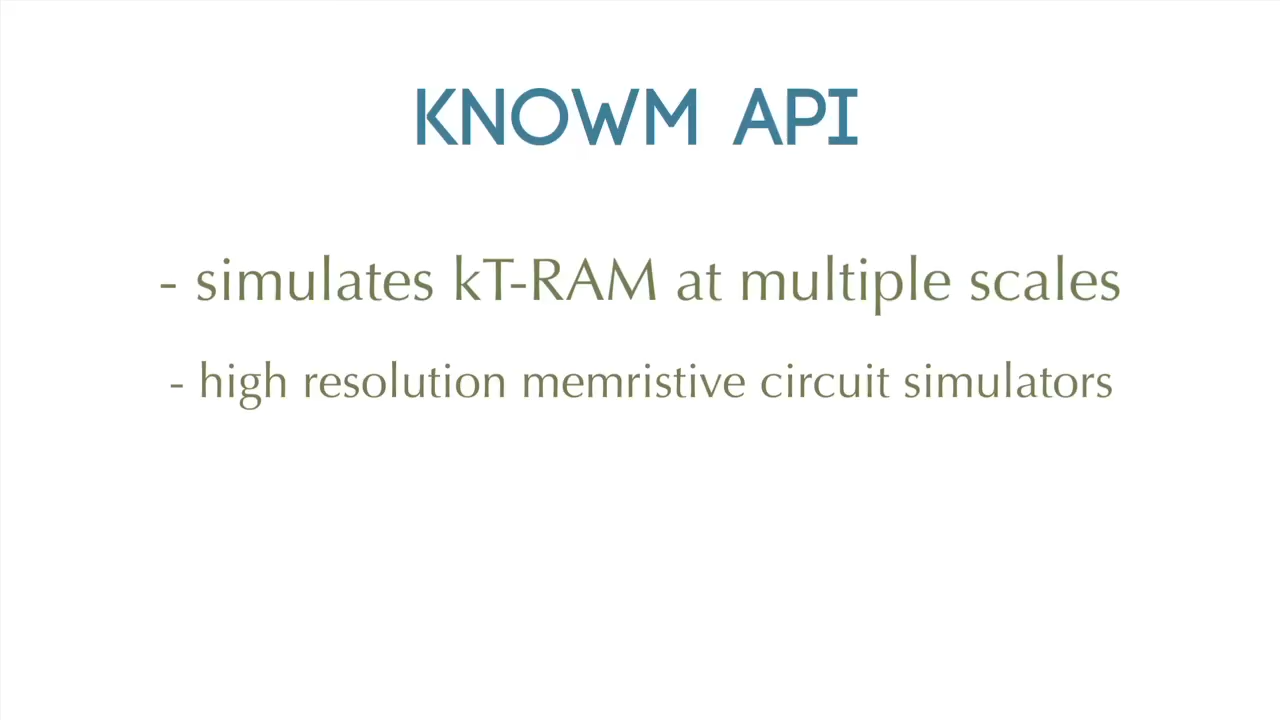 KNOWM API
- simulates kT-RAM at multiple scales
- high resolution memristive circuit simulators